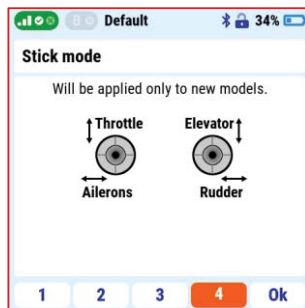 B Default 34%
Stick mode
Will be applied only to new models.
Throttle Elevator
Ailerons Rudder
1 2 3 4 Ok